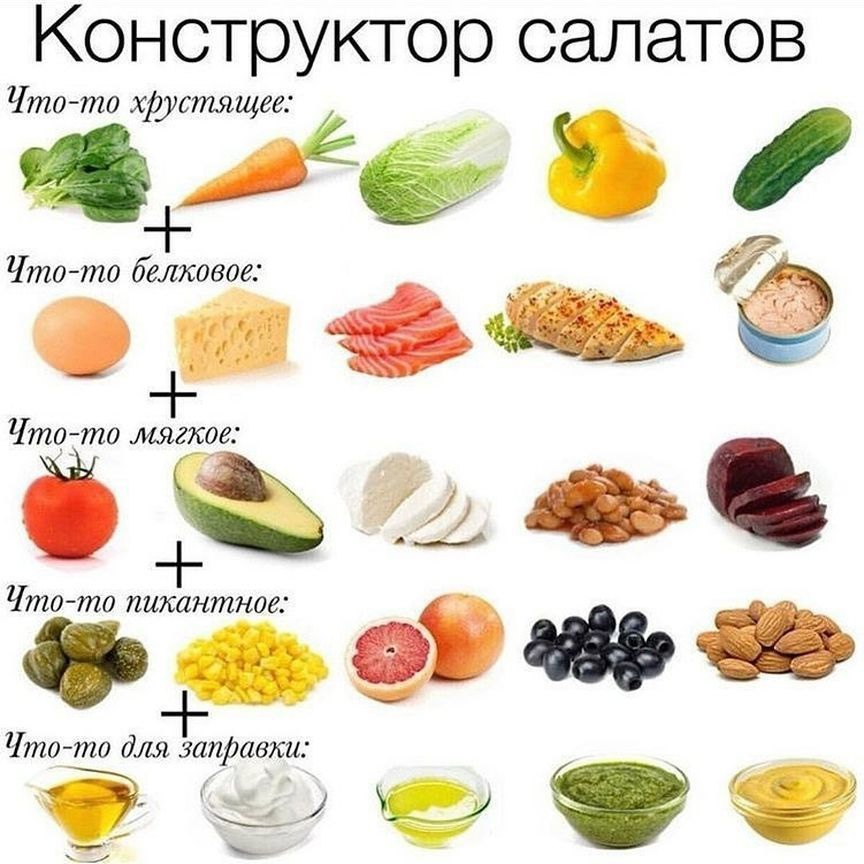 Конструктор салатов
Что-то хрустящее:
+
Что-то белковое:
+
Что-то мягкое:
+
Что-то пикантное:
+
Что-то для заправки: